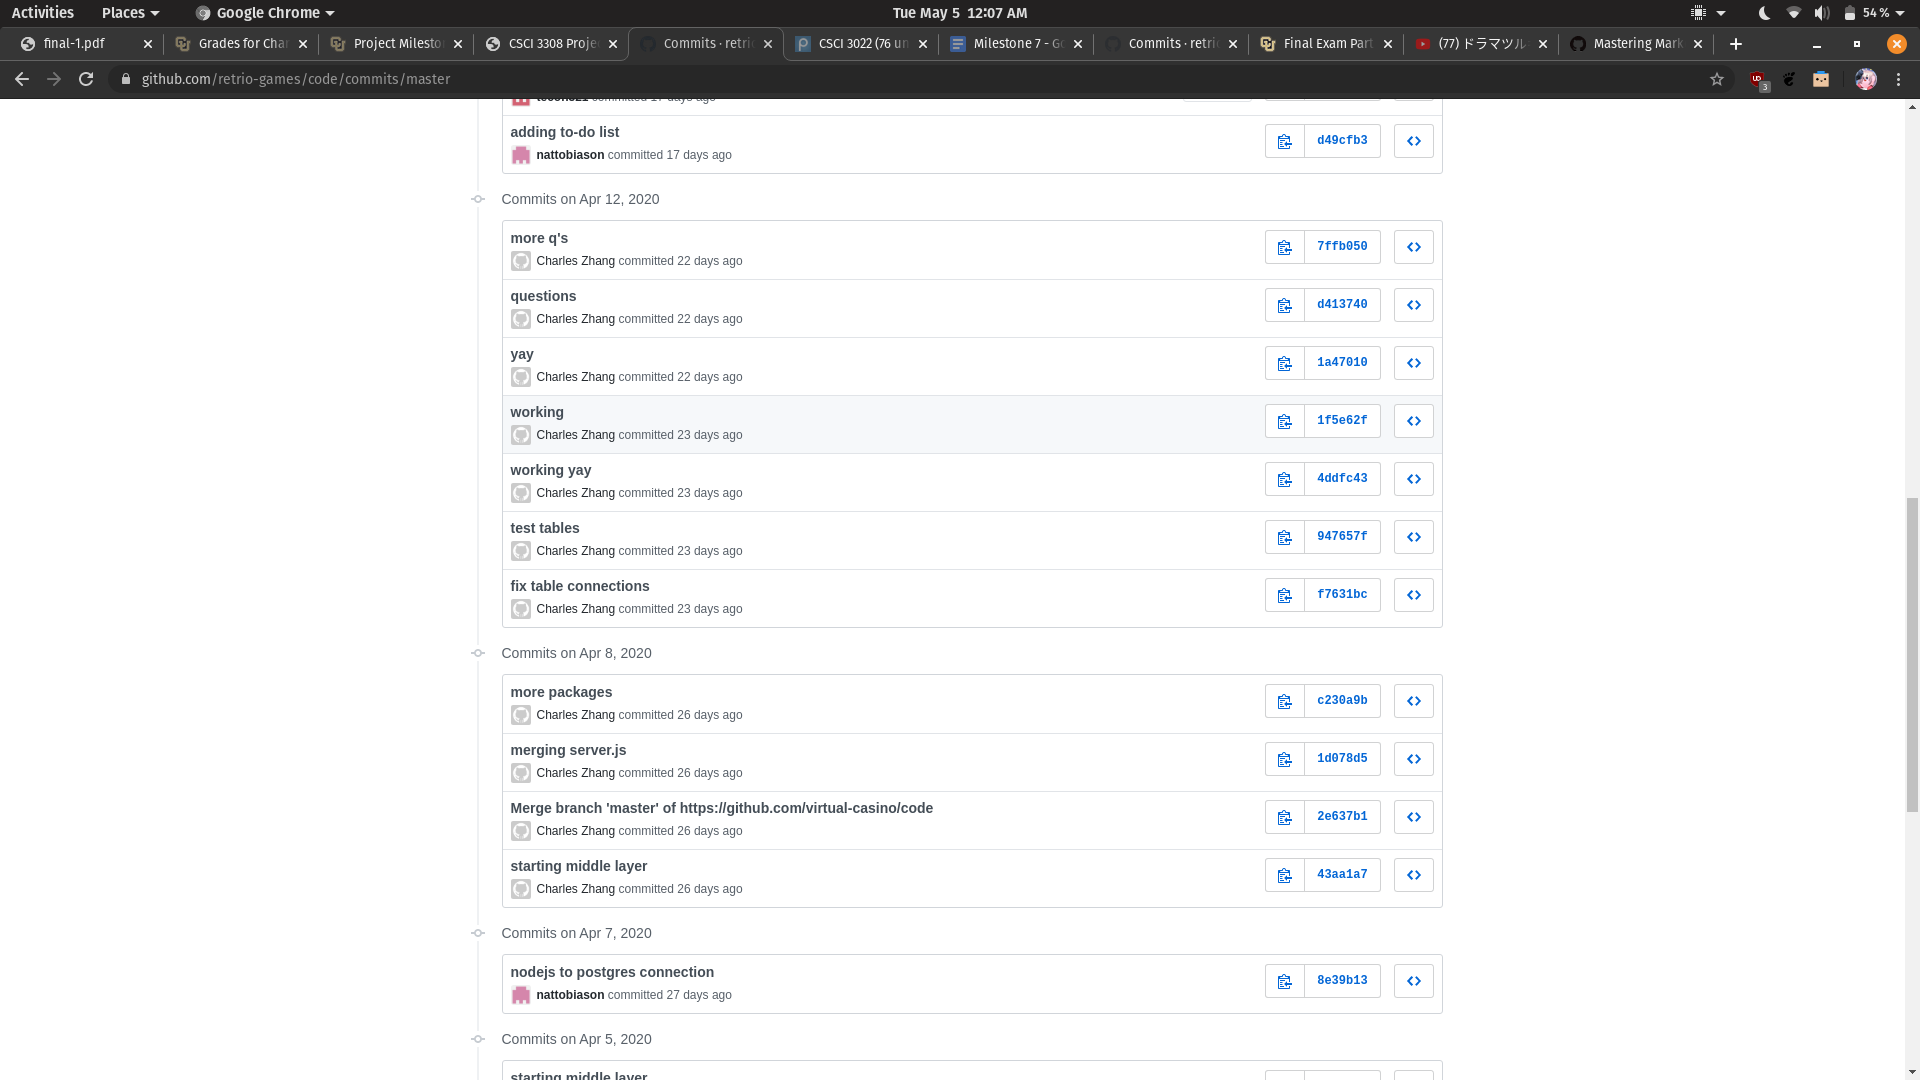 Activities Places Google Chrome Tue May 5 12:07 AM 54 %
final-1.pdf Grades for Cha Project Milesto CSCI 3308 Proje Commits · retri CSCI 3022 (76 un Milestone 7 - Go Commits · retri Final Exam Part (77) ドラマツル Mastering Mark
github.com/retrio-games/code/commits/master 3
committed 17 days ago
adding to-do list
nattobiason committed 17 days ago
d49cfb3
Commits on Apr 12, 2020
more q's
Charles Zhang committed 22 days ago
7ffb050
questions
Charles Zhang committed 22 days ago
d413740
yay
Charles Zhang committed 22 days ago
1a47010
working
Charles Zhang committed 23 days ago
1f5e62f
working yay
Charles Zhang committed 23 days ago
4ddfc43
test tables
Charles Zhang committed 23 days ago
947657f
fix table connections
Charles Zhang committed 23 days ago
f7631bc
Commits on Apr 8, 2020
more packages
Charles Zhang committed 26 days ago
c230a9b
merging server.js
Charles Zhang committed 26 days ago
1d078d5
Merge branch 'master' of https://github.com/virtual-casino/code
Charles Zhang committed 26 days ago
2e637b1
starting middle layer
Charles Zhang committed 26 days ago
43aa1a7
Commits on Apr 7, 2020
nodejs to postgres connection
nattobiason committed 27 days ago
8e39b13
Commits on Apr 5, 2020
starting middle layer